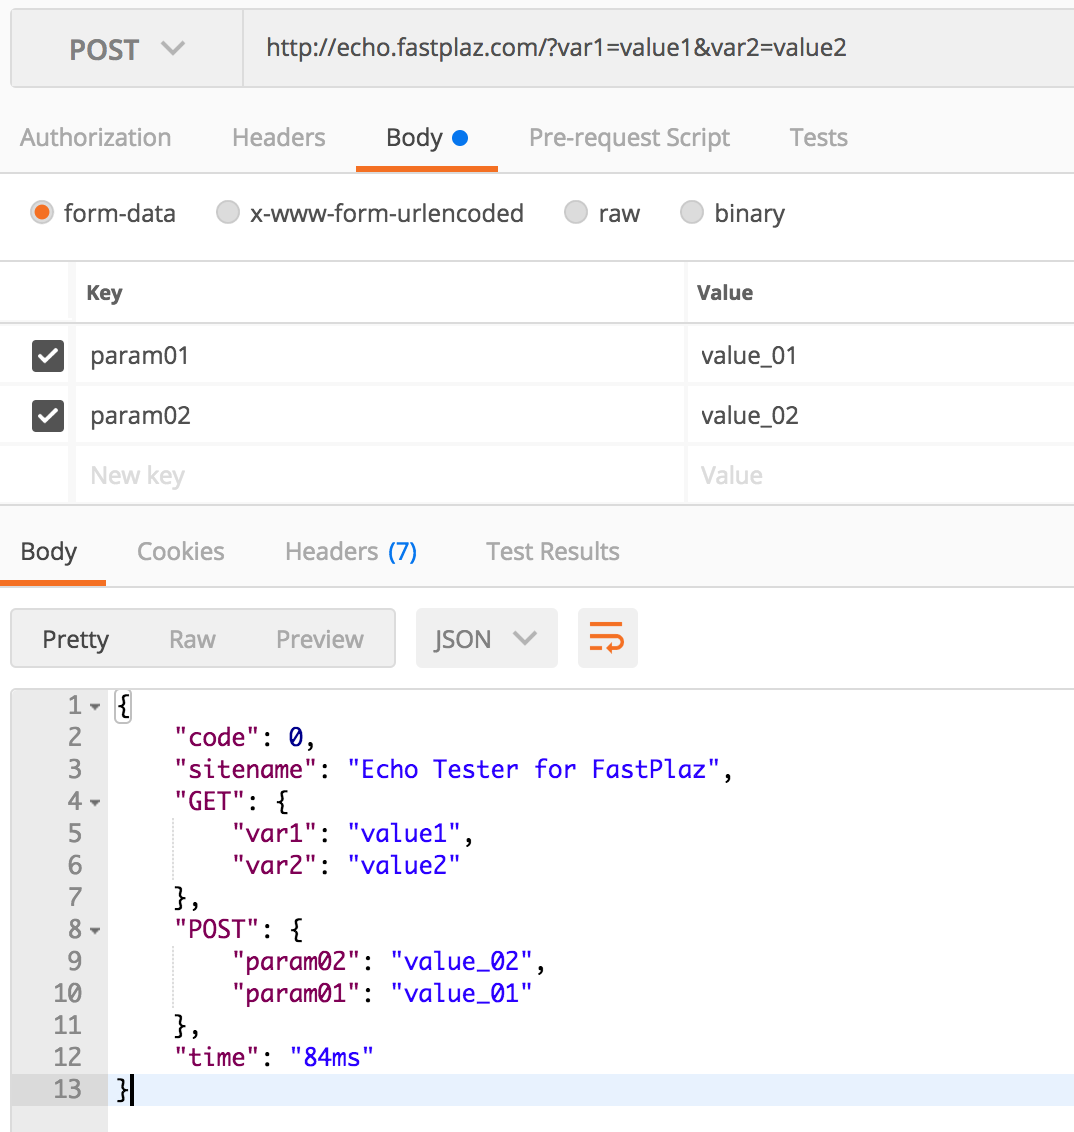 POST http://echo.fastplaz.com/?var1=value1&var2=value2
Authorization Headers Body Pre-request Script Tests
form-data x-www-form-urlencoded raw binary
Key Value
param01 value_01
param02 value_02
New key Value
Body Cookies Headers (7) Test Results
Pretty Raw Preview JSON
1 {
2 "code": 0,
3 "sitename": "Echo Tester for FastPlaz",
4 "GET": {
5 "var1": "value1",
6 "var2": "value2"
7 },
8 "POST": {
9 "param02": "value_02",
10 "param01": "value_01"
11 },
12 "time": "84ms"
13 }